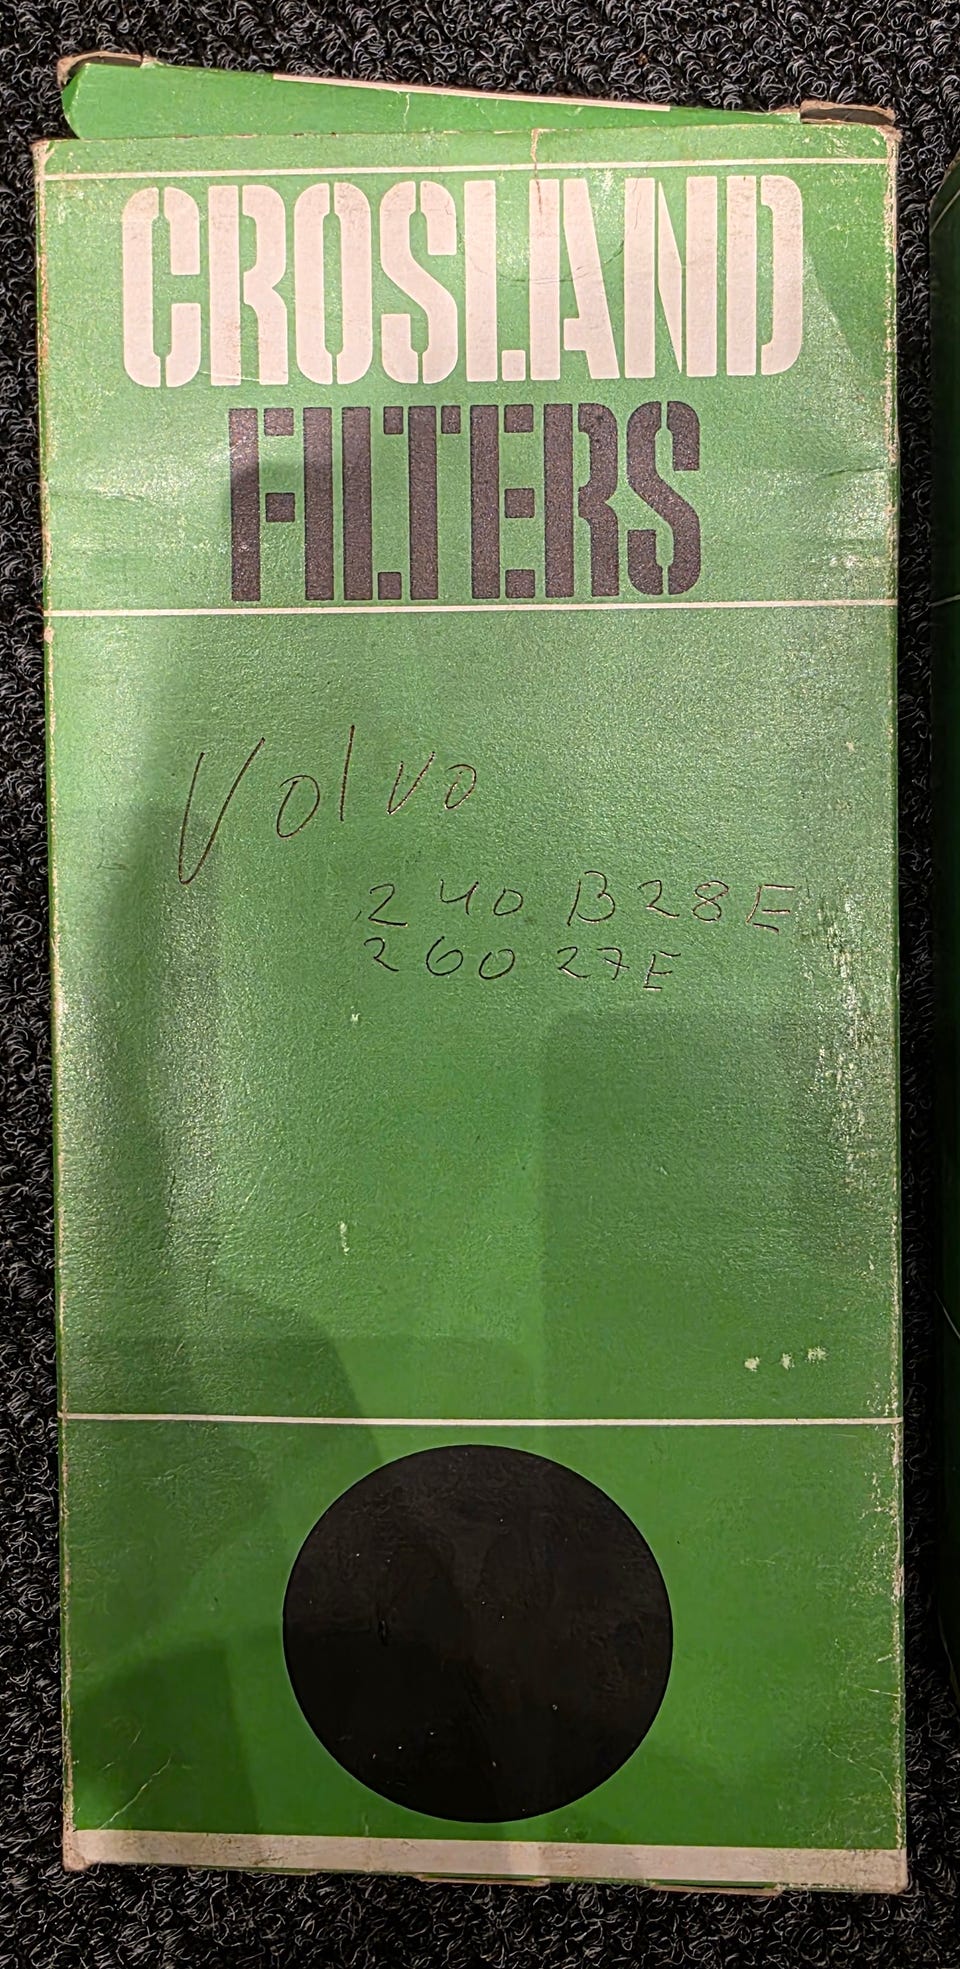 CROSLAND
FILTERS
Volvo
240 B28E
260 27E